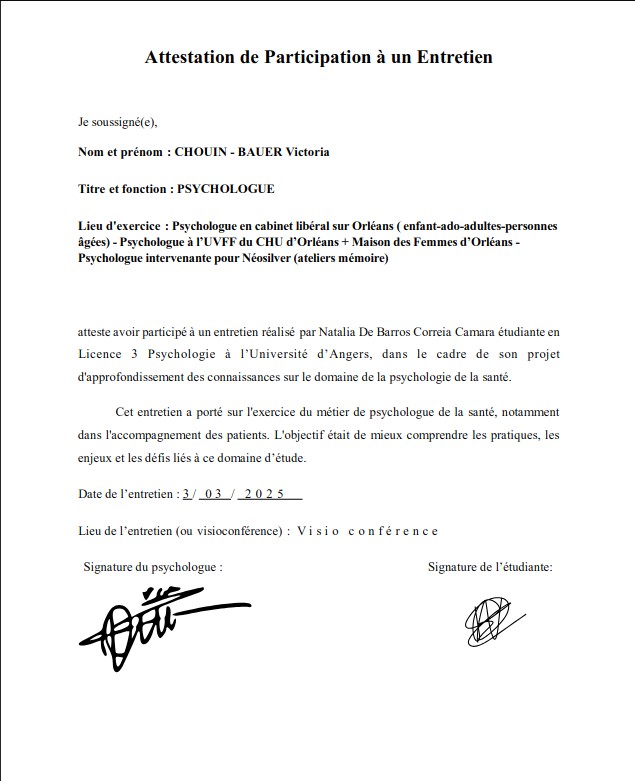 Attestation de Participation à un Entretien
Je soussigné(e),
Nom et prénom : CHOUIN - BAUER Victoria
Titre et fonction : PSYCHOLOGUE
Lieu d'exercice : Psychologue en cabinet libéral sur Orléans ( enfant-ado-adultes-personnes
âgées) - Psychologue à l'UVFF du CHU d'Orléans + Maison des Femmes d'Orléans -
Psychologue intervenante pour Néosilver (ateliers mémoire)
atteste avoir participé à un entretien réalisé par Natalia De Barros Correia Camara étudiante en
Licence 3 Psychologie à l'Université d'Angers, dans le cadre de son projet
d'approfondissement des connaissances sur le domaine de la psychologie de la santé.
Cet entretien a porté sur l'exercice du métier de psychologue de la santé, notamment
dans l'accompagnement des patients. L'objectif était de mieux comprendre les pratiques, les
enjeux et les défis liés à ce domaine d'étude.
Date de l'entretien : 3 / 03 / 2025
Lieu de l'entretien (ou visioconférence) : Visio conférence
Signature du psychologue :
Signature de l'étudiante: